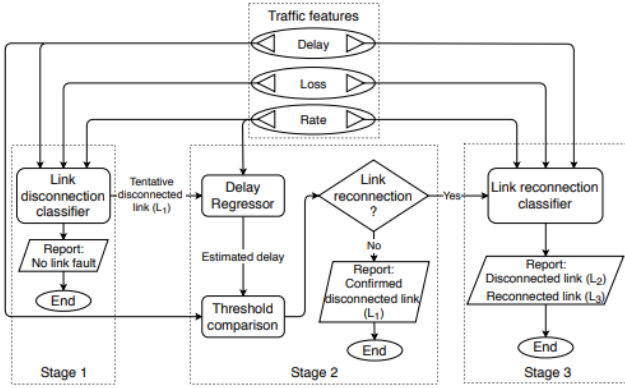 Traffic features
Delay
Loss
Rate
Link
disconnection
classifier
Tentative
disconnected
link (L₁)
Delay
Regressor
Link
reconnection
?
Yes
Link reconnection
classifier
Report:
No link fault
End
Estimated delay
Threshold
comparison
No
Report:
Confirmed
disconnected link
(L₁)
End
Report:
Disconnected link (L₂)
Reconnected link (L₃)
End
Stage 1
Stage 2
Stage 3